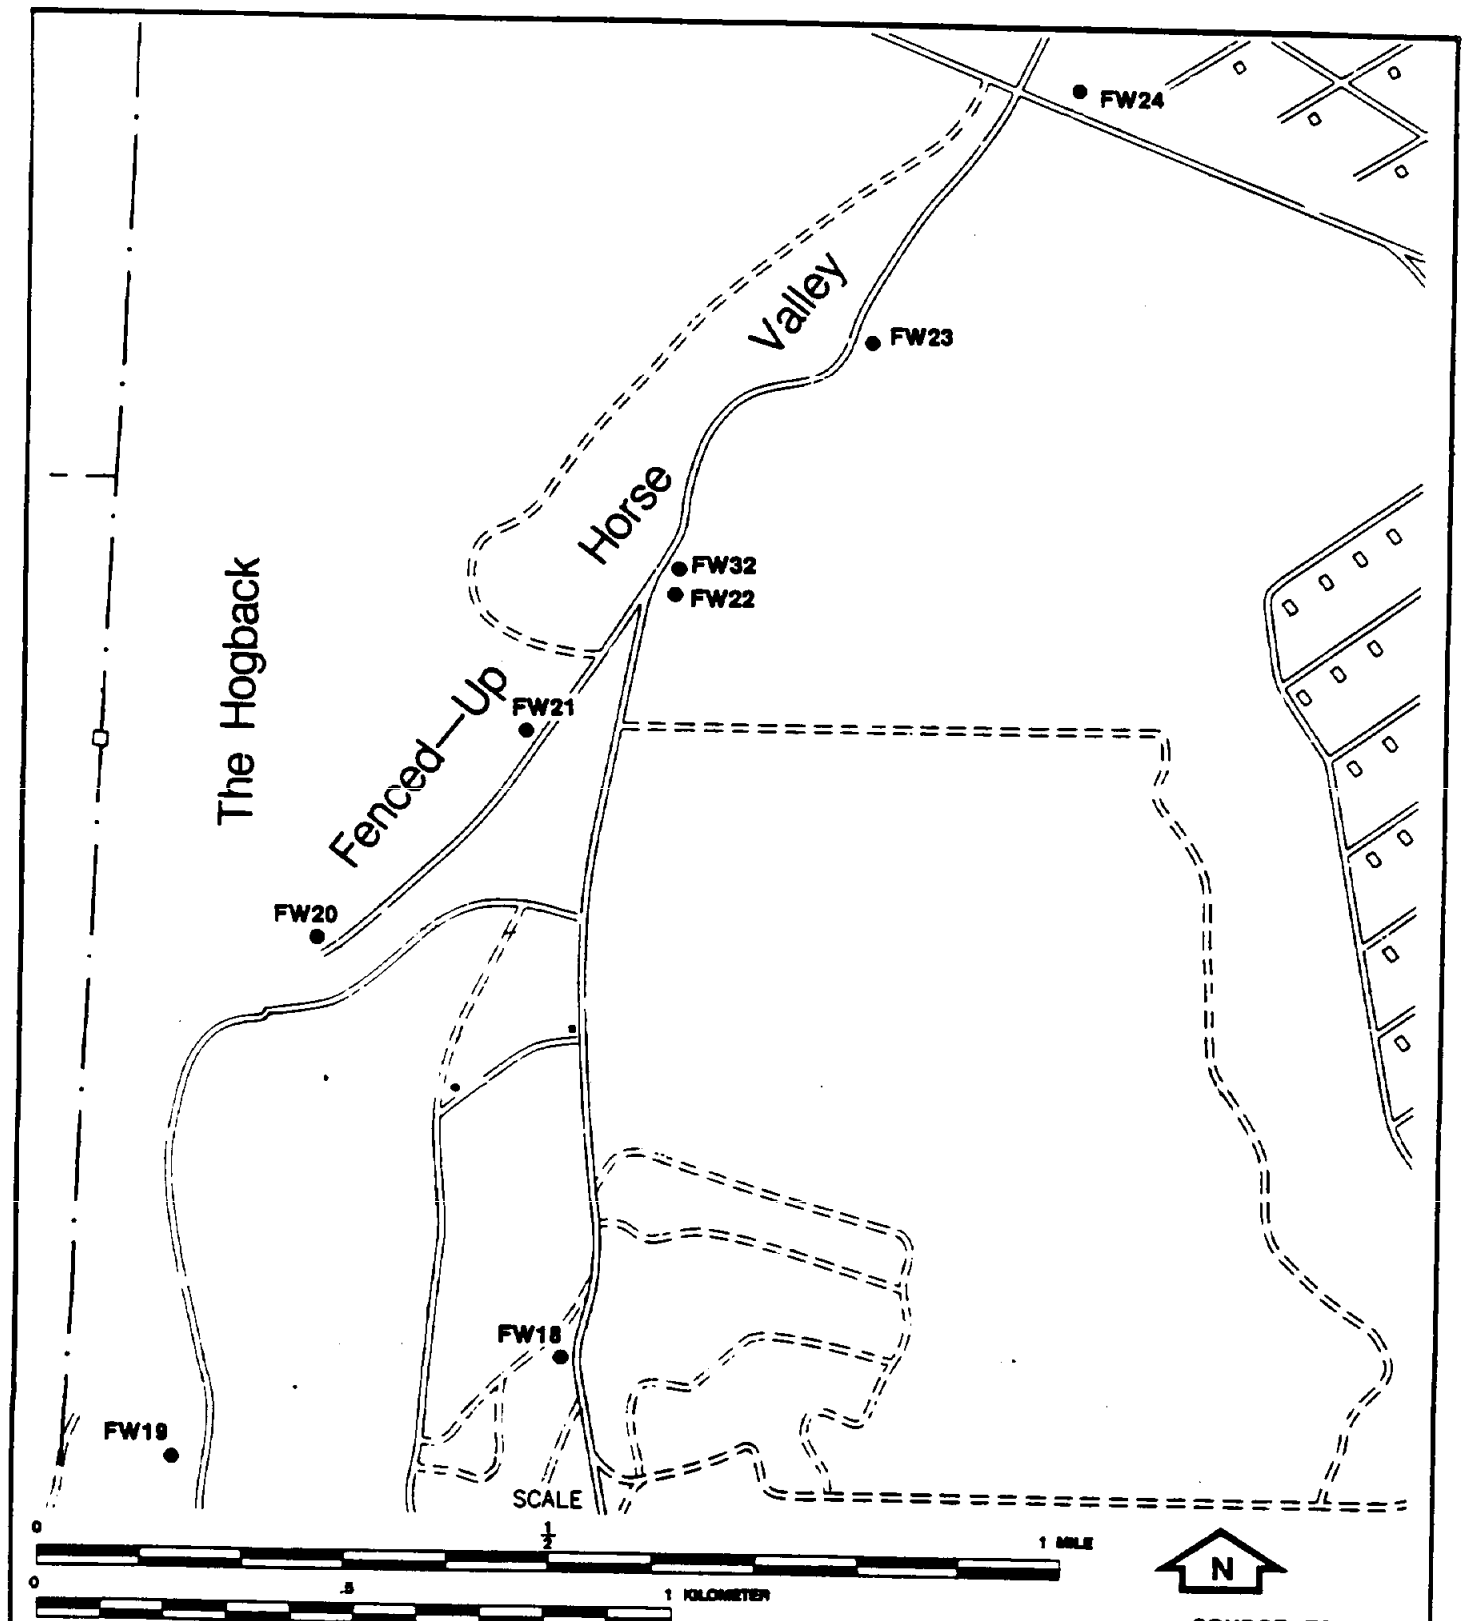 FW24
Valley
FW23
Horse
FW32
FW22
The Hogback
Fenced—Up
FW21
FW20
FW18
FW19
SCALE
0 1/2 1 MILE
0 .5 1 KILOMETER
N